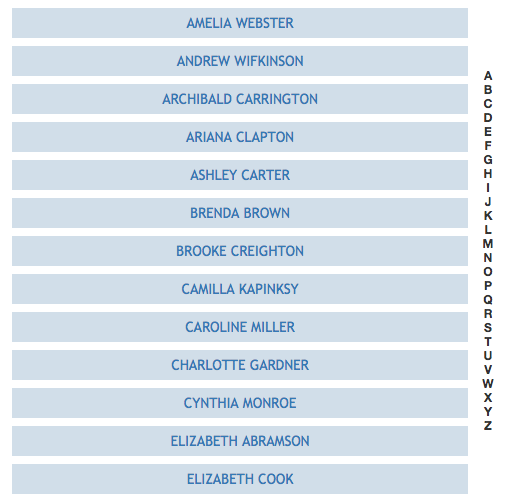 AMELIA WEBSTER
ANDREW WIFKINSON
ARCHIBALD CARRINGTON
ARIANA CLAPTON
ASHLEY CARTER
BRENDA BROWN
BROOKE CREIGHTON
CAMILLA KAPINKSY
CAROLINE MILLER
CHARLOTTE GARDNER
CYNTHIA MONROE
ELIZABETH ABRAMSON
ELIZABETH COOK
A
B
C
D
E
F
G
H
I
J
K
L
M
N
O
P
Q
R
S
T
U
V
W
X
Y
Z